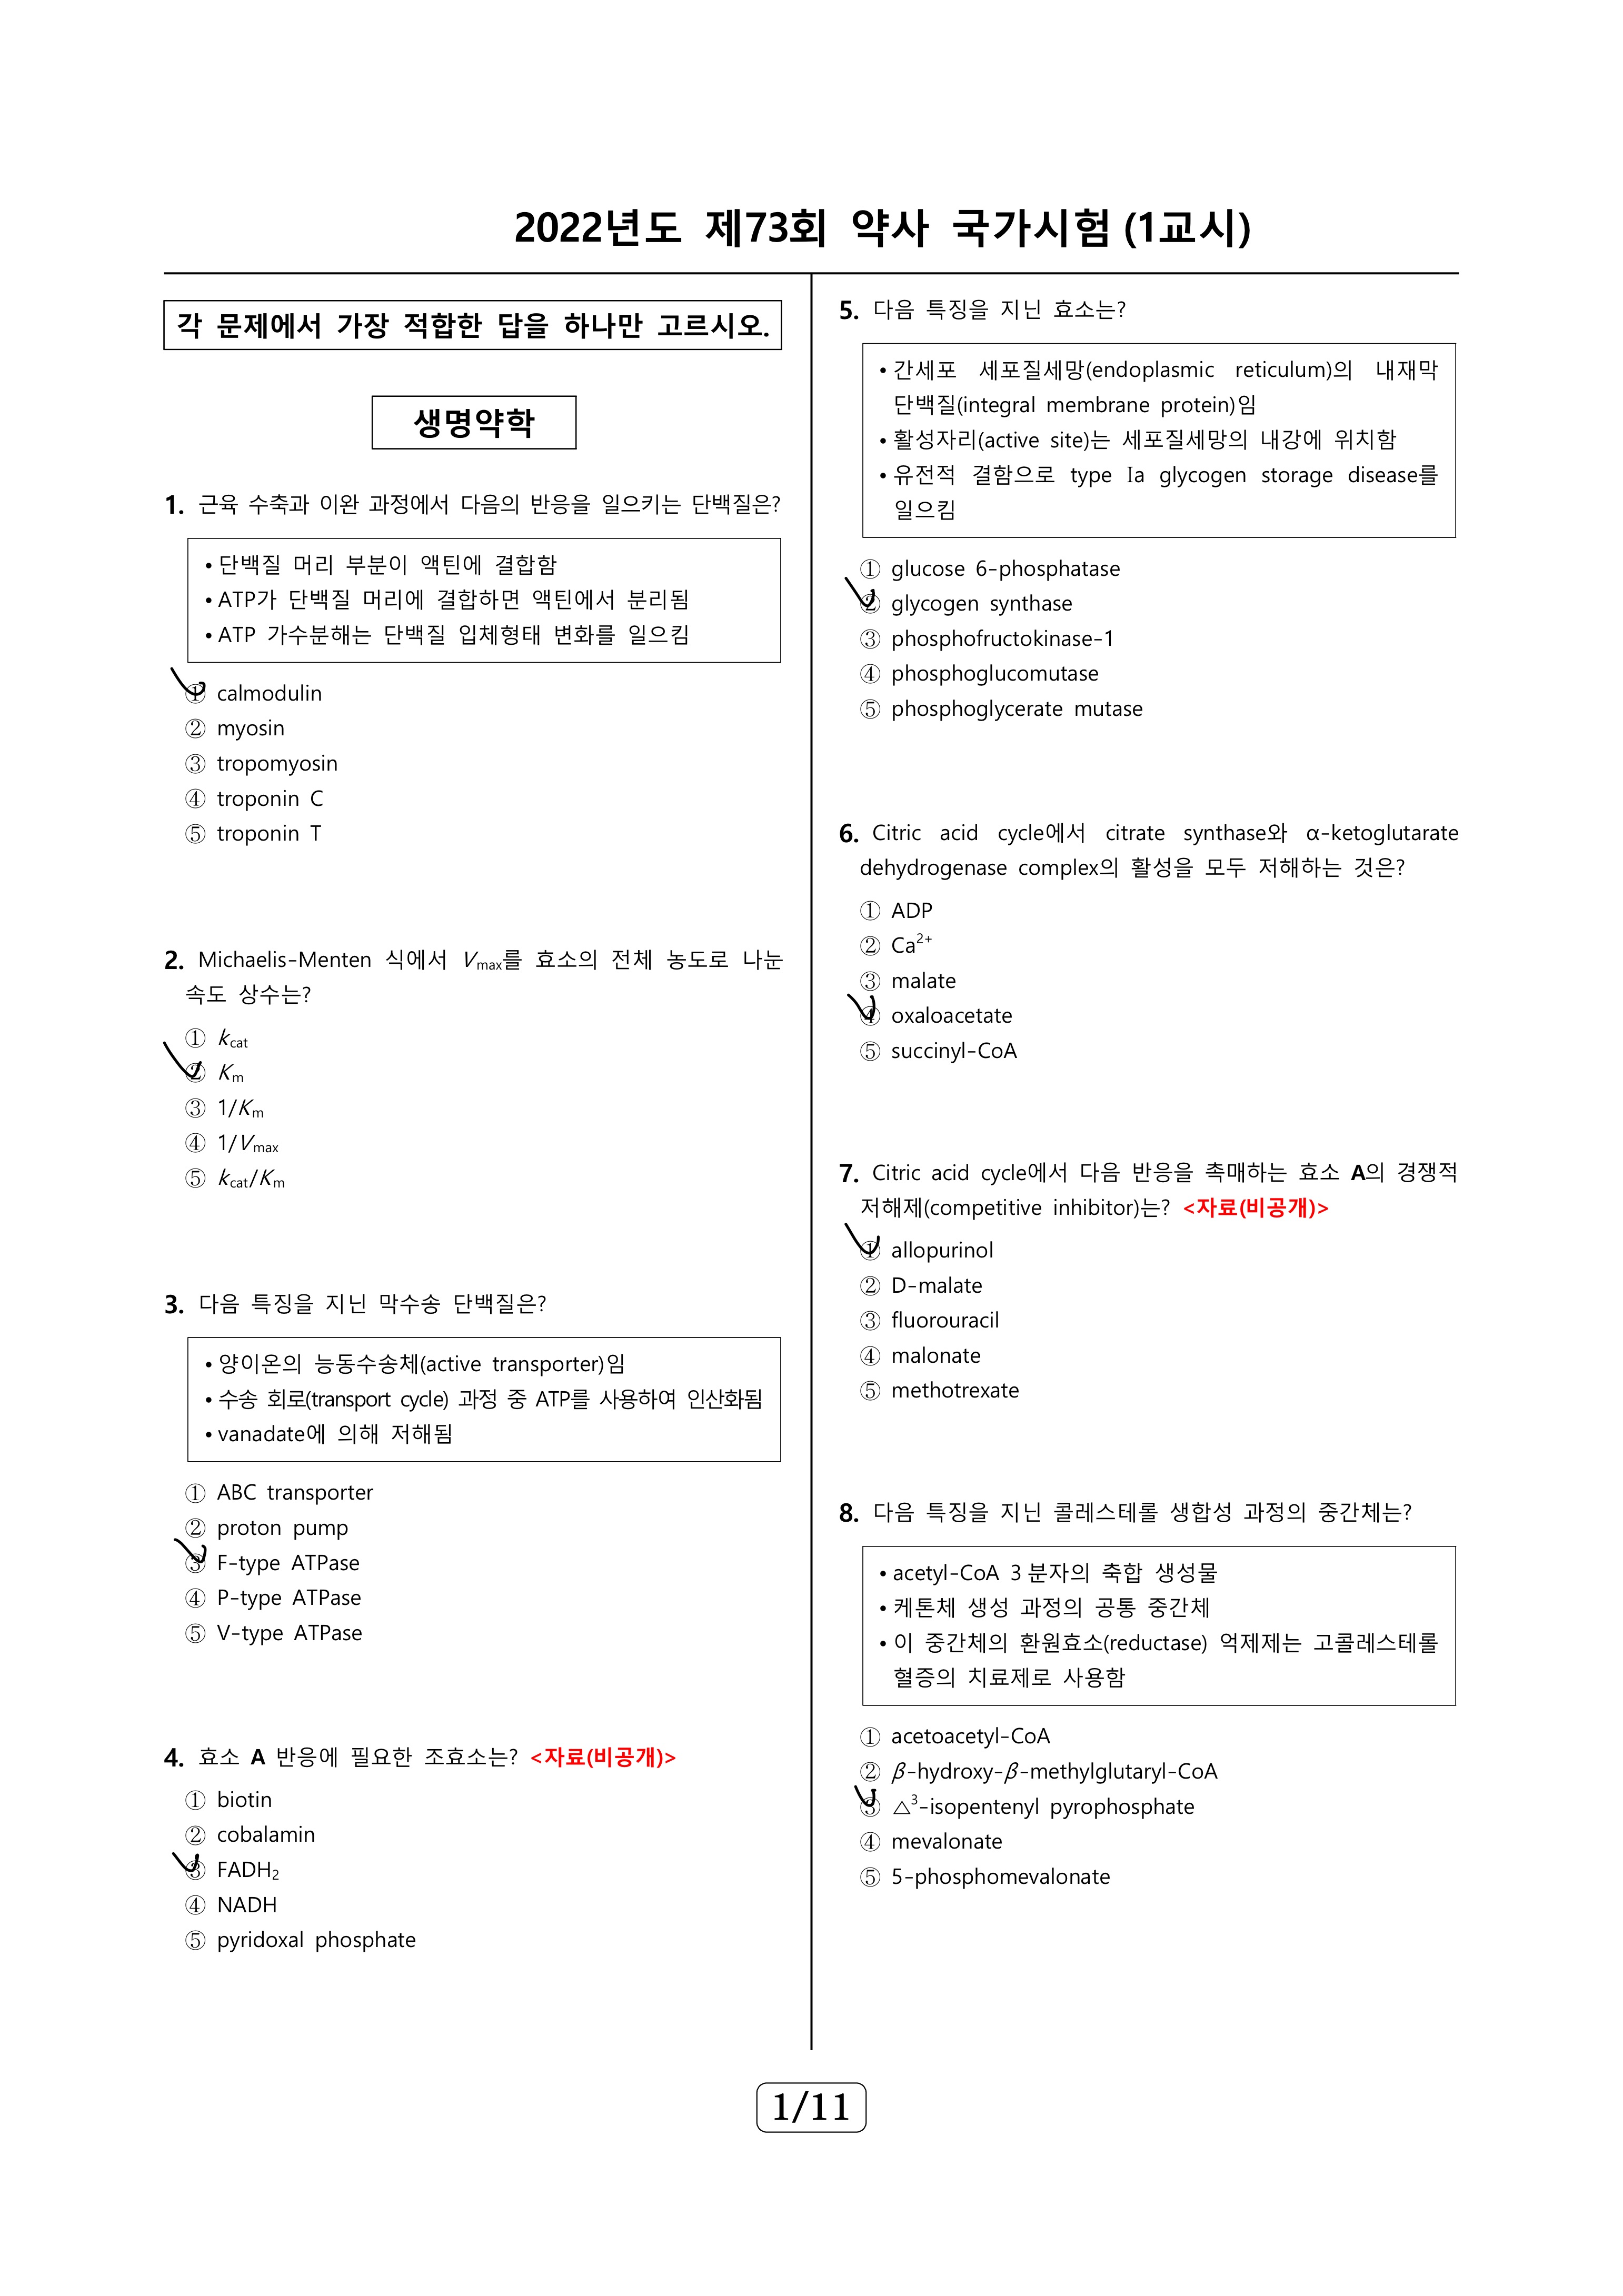 2022년도 제73회 약사 국가시험 (1교시)
각 문제에서 가장 적합한 답을 하나만 고르시오.
생명약학
1. 근육 수축과 이완 과정에서 다음의 반응을 일으키는 단백질은?
• 단백질 머리 부분이 액틴에 결합함
• ATP가 단백질 머리에 결합하면 액틴에서 분리됨
• ATP 가수분해는 단백질 입체형태 변화를 일으킴
① calmodulin
② myosin
③ tropomyosin
④ troponin C
⑤ troponin T
2. Michaelis-Menten 식에서 Vmax를 효소의 전체 농도로 나눈
속도 상수는?
① kcat
② Km
③ 1/Km
④ 1/Vmax
⑤ kcat/Km
3. 다음 특징을 지닌 막수송 단백질은?
• 양이온의 능동수송체(active transporter)임
• 수송 회로(transport cycle) 과정 중 ATP를 사용하여 인산화됨
• vanadate에 의해 저해됨
① ABC transporter
② proton pump
③ F-type ATPase
④ P-type ATPase
⑤ V-type ATPase
4. 효소 A 반응에 필요한 조효소는? <자료(비공개)>
① biotin
② cobalamin
③ FADH₂
④ NADH
⑤ pyridoxal phosphate
5. 다음 특징을 지닌 효소는?
• 간세포 세포질세망(endoplasmic reticulum)의 내재막
단백질(integral membrane protein)임
• 활성자리(active site)는 세포질세망의 내강에 위치함
• 유전적 결함으로 type Ⅰa glycogen storage disease를
일으킴
① glucose 6-phosphatase
② glycogen synthase
③ phosphofructokinase-1
④ phosphoglucomutase
⑤ phosphoglycerate mutase
6. Citric acid cycle에서 citrate synthase와 α-ketoglutarate
dehydrogenase complex의 활성을 모두 저해하는 것은?
① ADP
② Ca²⁺
③ malate
④ oxaloacetate
⑤ succinyl-CoA
7. Citric acid cycle에서 다음 반응을 촉매하는 효소 A의 경쟁적
저해제(competitive inhibitor)는? <자료(비공개)>
① allopurinol
② D-malate
③ fluorouracil
④ malonate
⑤ methotrexate
8. 다음 특징을 지닌 콜레스테롤 생합성 과정의 중간체는?
• acetyl-CoA 3 분자의 축합 생성물
• 케톤체 생성 과정의 공통 중간체
• 이 중간체의 환원효소(reductase) 억제제는 고콜레스테롤
혈증의 치료제로 사용함
① acetoacetyl-CoA
② β-hydroxy-β-methylglutaryl-CoA
③ △³-isopentenyl pyrophosphate
④ mevalonate
⑤ 5-phosphomevalonate
1/11